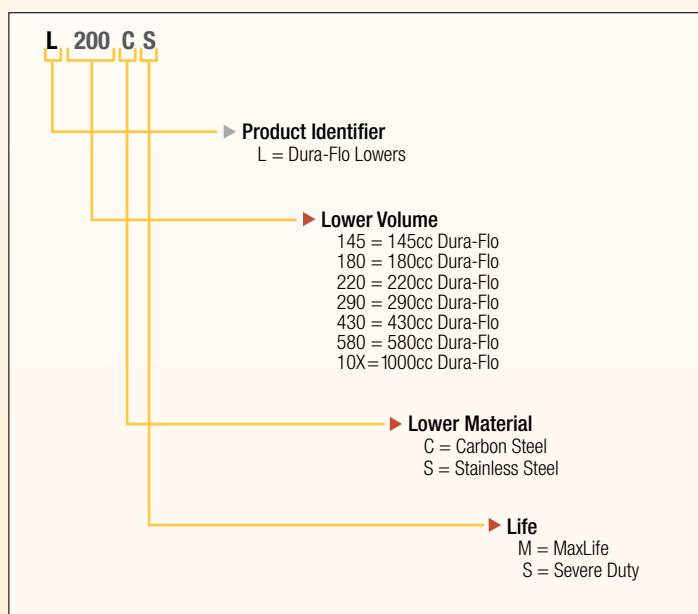 L 200 C S
Product Identifier
L = Dura-Flo Lowers
Lower Volume
145 = 145cc Dura-Flo
180 = 180cc Dura-Flo
220 = 220cc Dura-Flo
290 = 290cc Dura-Flo
430 = 430cc Dura-Flo
580 = 580cc Dura-Flo
10X=1000cc Dura-Flo
Lower Material
C = Carbon Steel
S = Stainless Steel
Life
M = MaxLife
S = Severe Duty